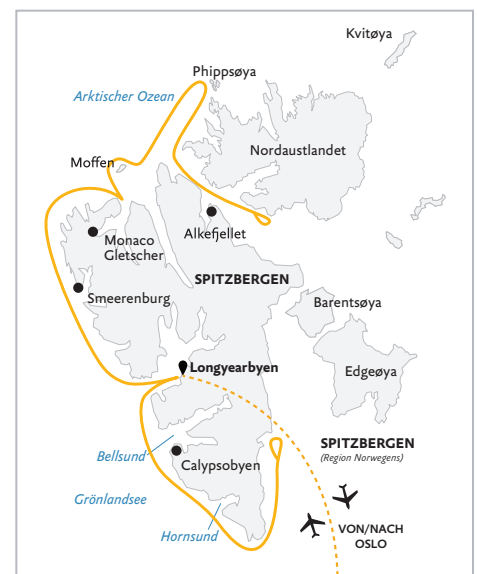 Kvitøya
Phippsøya
Arktischer Ozean
Nordaustlandet
Moffen
Alkefjellet
Monaco
Gletscher
SPITZBERGEN
Smeerenburg
Barentsøya
Longyearbyen
Edgeøya
SPITZBERGEN
(Region Norwegens)
Bellsund
Calypsobyen
Grönlandsee
VON/NACH
OSLO
Hornsund